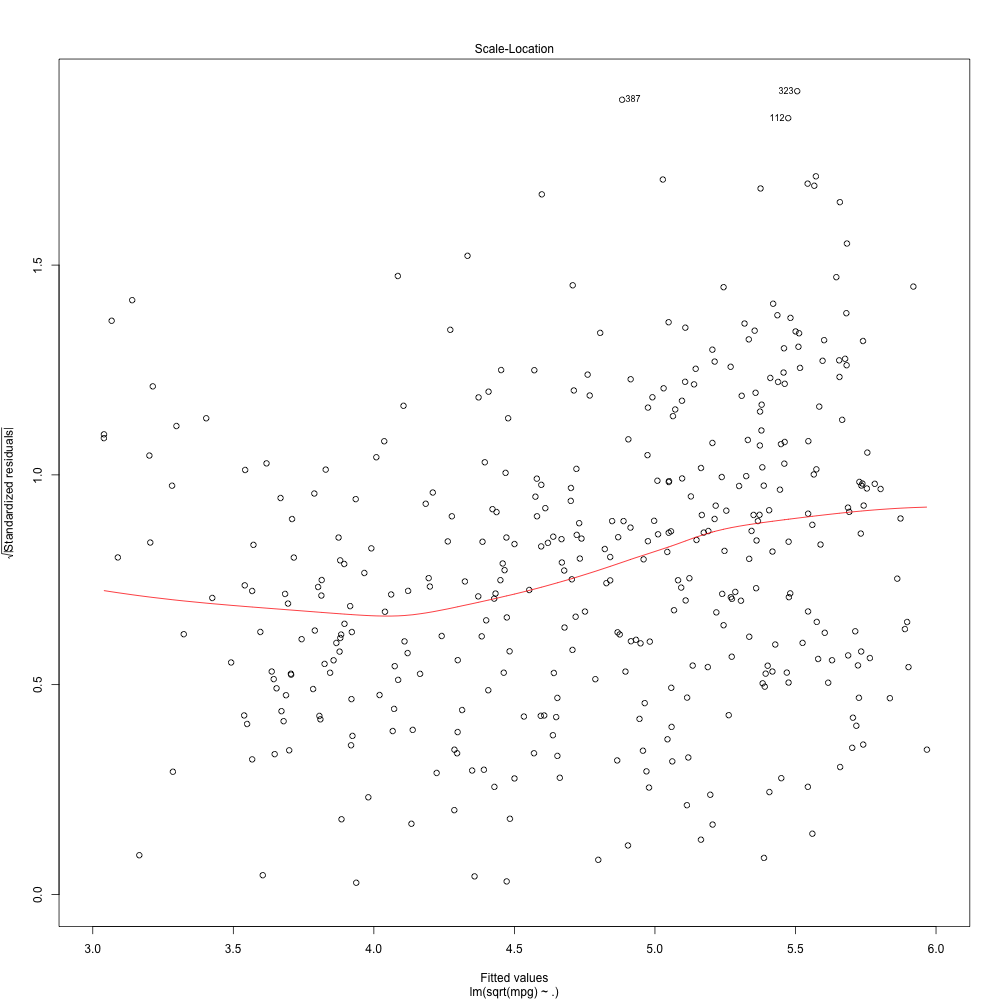 Scale-Location
323
387
112
√|Standardized residuals|
0.0
0.5
1.0
1.5
3.0 3.5 4.0 4.5 5.0 5.5 6.0
Fitted values
lm(sqrt(mpg) ~ .)